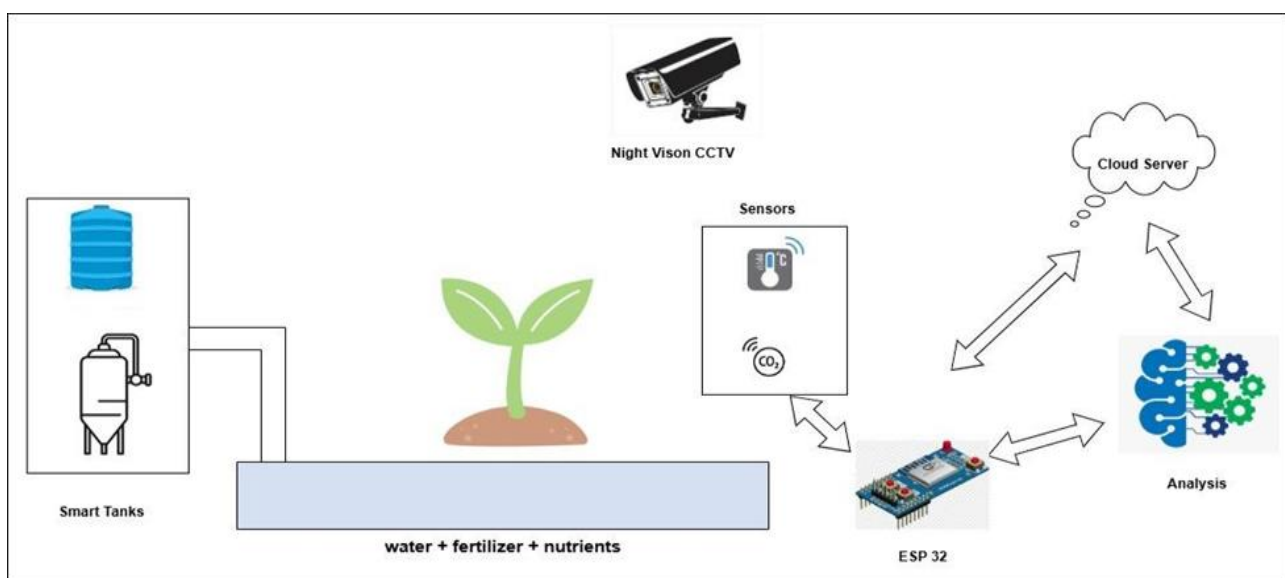 Night Vison CCTV
Cloud Server
Sensors
°C
CO₂
Smart Tanks
water + fertilizer + nutrients
ESP 32
Analysis